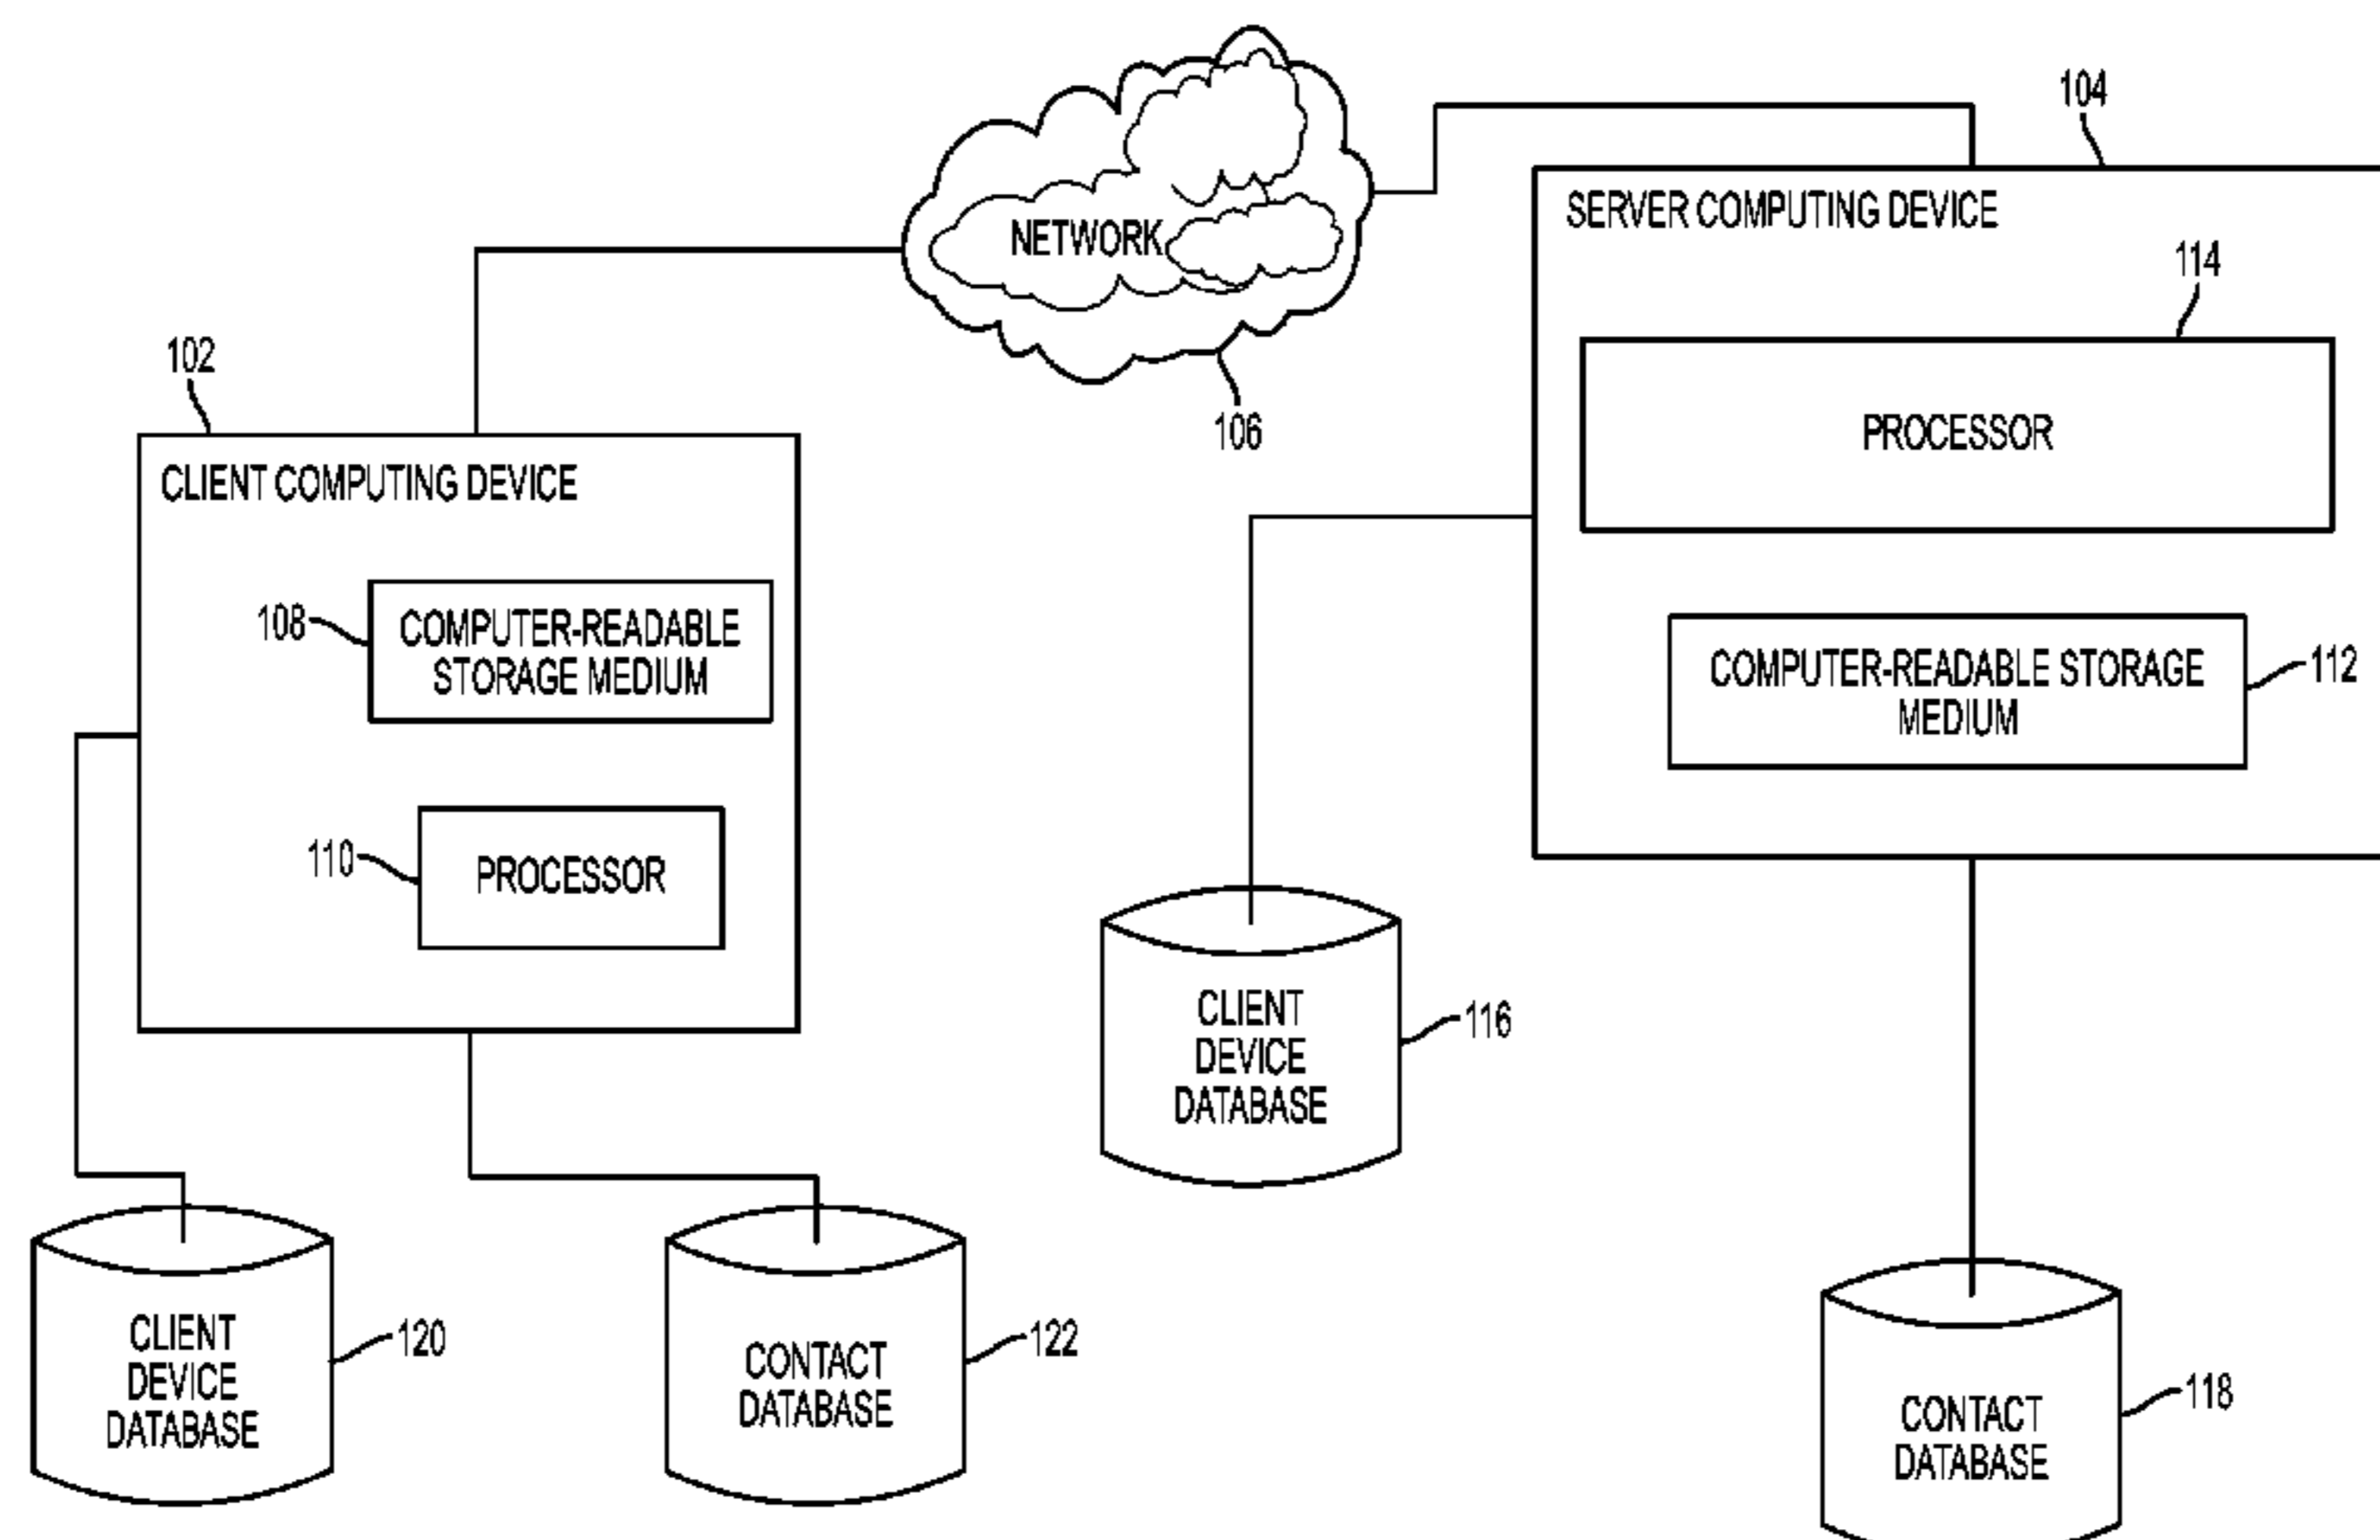 104
SERVER COMPUTING DEVICE
114
NETWORK
PROCESSOR
106
102
CLIENT COMPUTING DEVICE
108
COMPUTER-READABLE
STORAGE MEDIUM
COMPUTER-READABLE STORAGE
MEDIUM
112
110
PROCESSOR
CLIENT
DEVICE
DATABASE
116
CLIENT
DEVICE
DATABASE
120
CONTACT
DATABASE
122
CONTACT
DATABASE
118